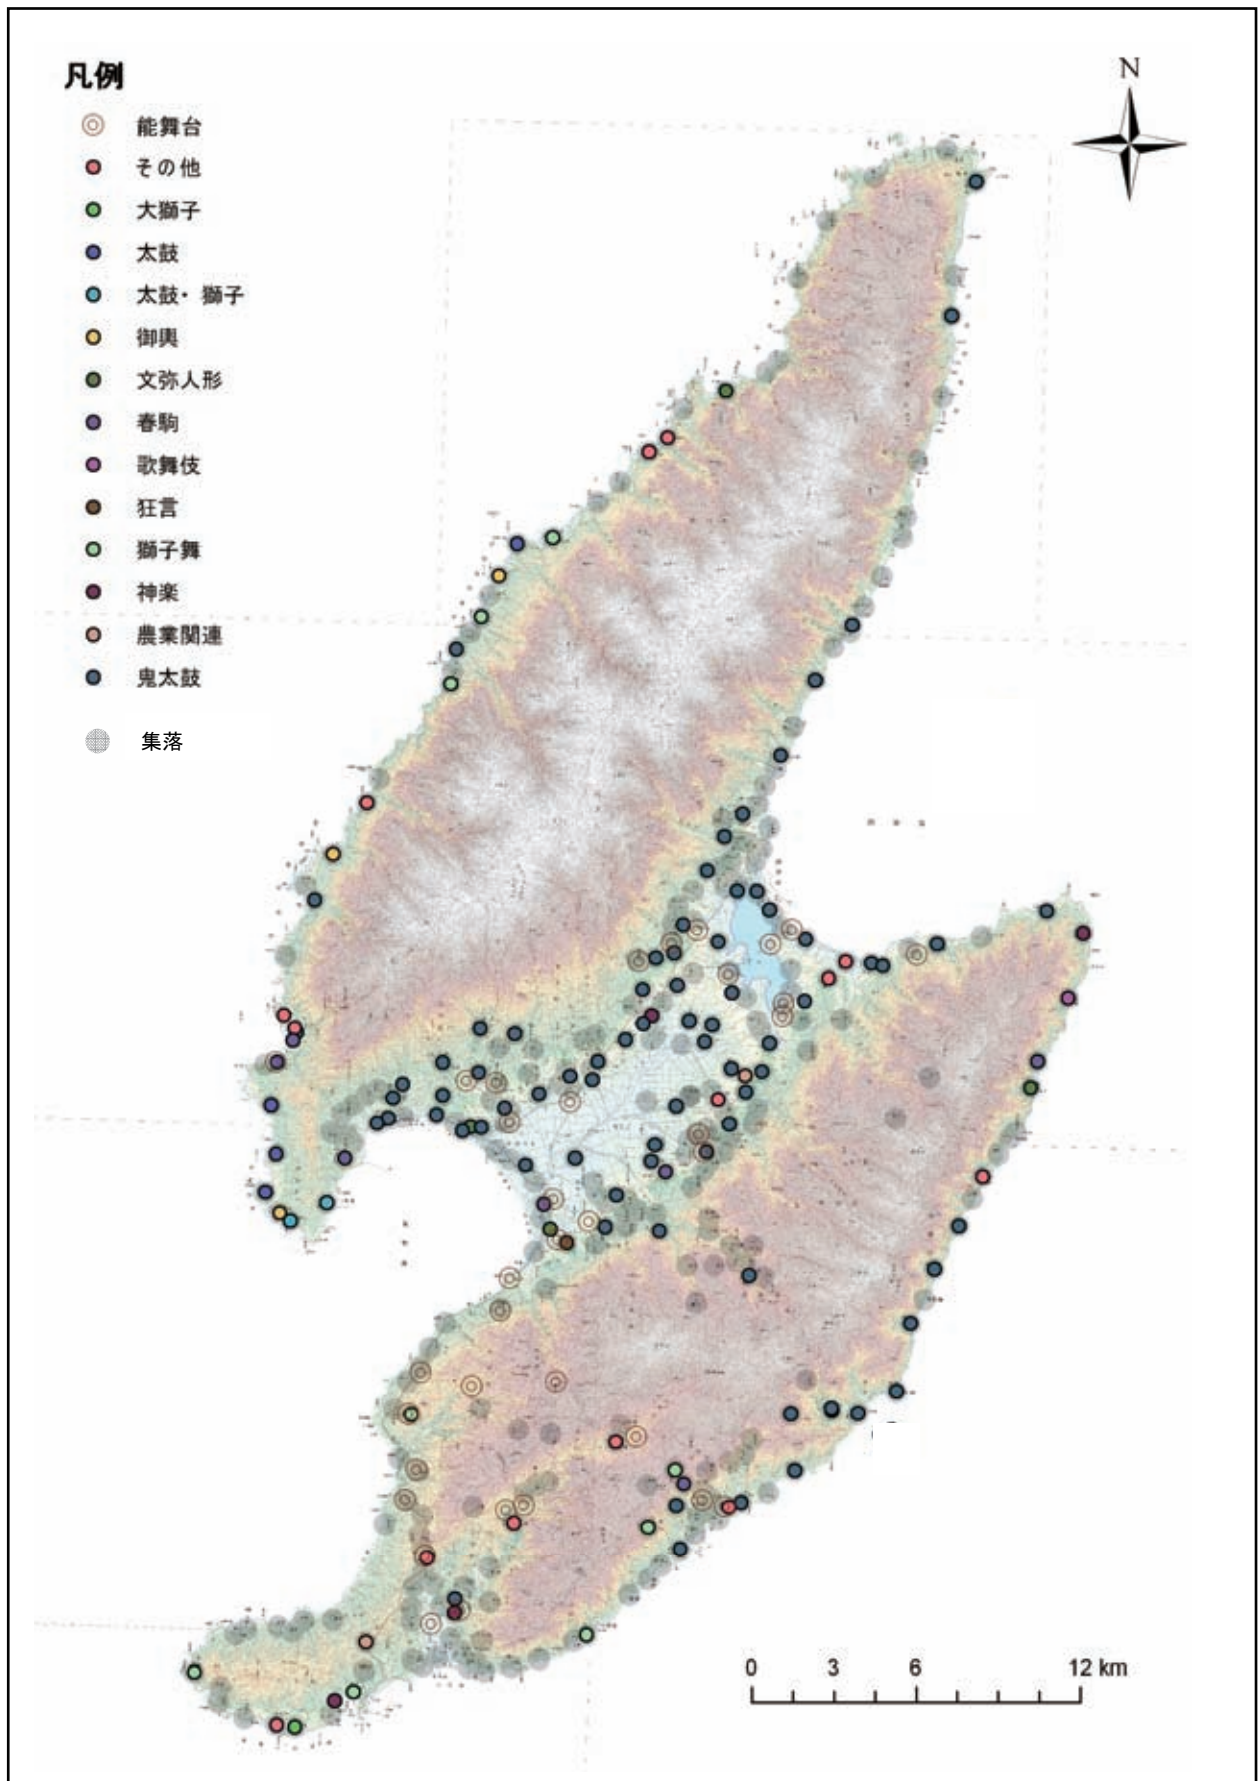 凡例
N
能舞台
その他
大獅子
太鼓
太鼓・獅子
御輿
文弥人形
春駒
歌舞伎
狂言
獅子舞
神楽
農業関連
鬼太鼓
集落
0 3 6 12 km